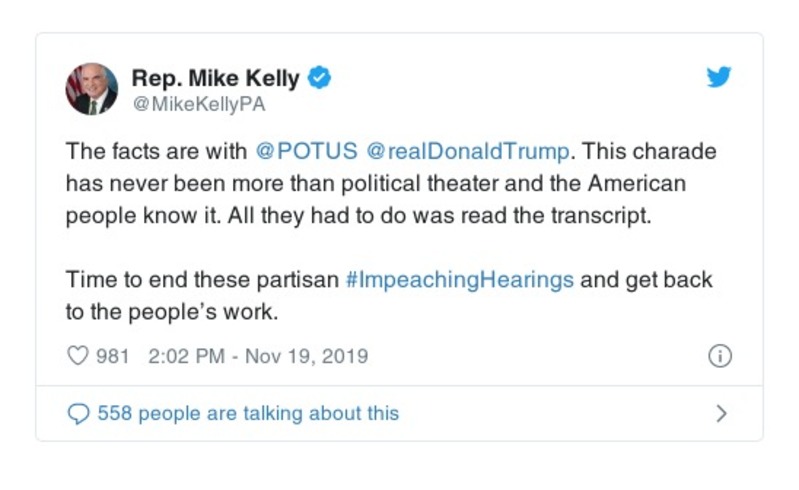 Rep. Mike Kelly
@MikeKellyPA
The facts are with @POTUS @realDonaldTrump. This charade
has never been more than political theater and the American
people know it. All they had to do was read the transcript.
Time to end these partisan #ImpeachingHearings and get back
to the people’s work.
981 2:02 PM - Nov 19, 2019
558 people are talking about this